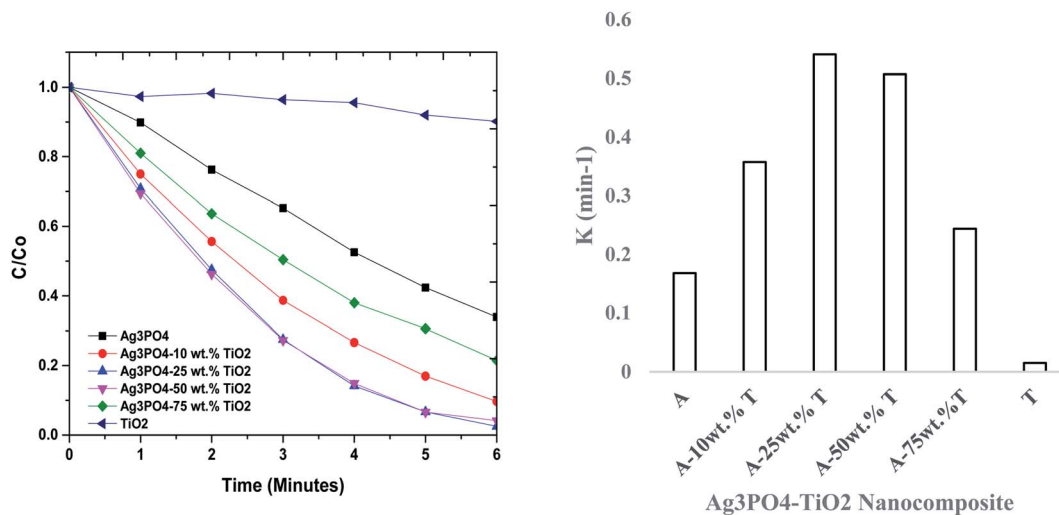 1.0
0.8
0.6
0.4
0.2
0.0
C/Co
Ag3PO4
Ag3PO4-10 wt.% TiO2
Ag3PO4-25 wt.% TiO2
Ag3PO4-50 wt.% TiO2
Ag3PO4-75 wt.% TiO2
TiO2
0 1 2 3 4 5 6
Time (Minutes)
0.6
0.5
0.4
0.3
0.2
0.1
0
K (min-1)
A
A-10wt.% T
A-25wt.% T
A-50wt.% T
A-75wt.%T
T
Ag3PO4-TiO2 Nanocomposite